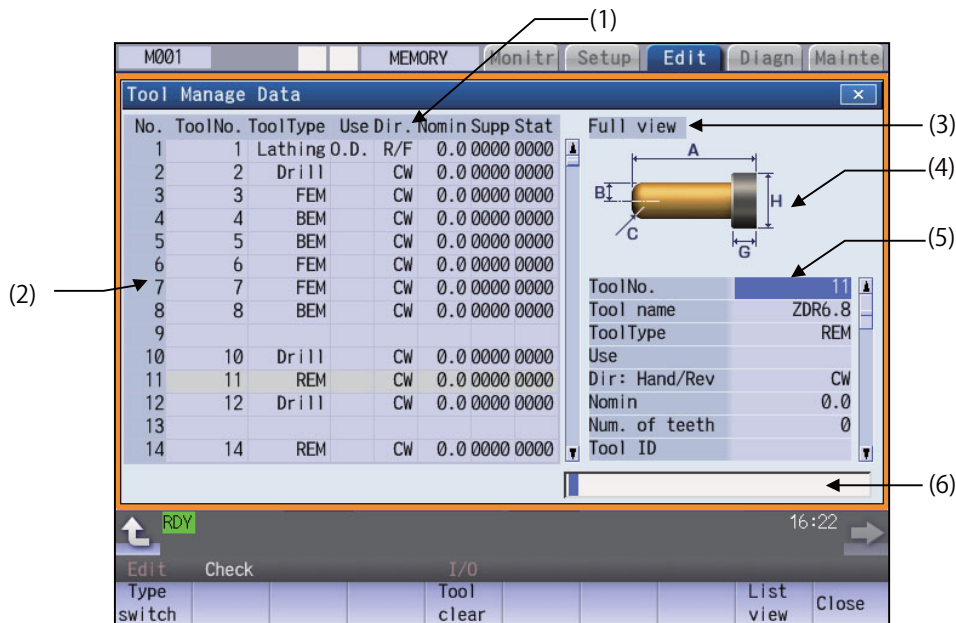 (1)
M001 MEMORY Monitr Setup Edit Diagn Mainte
Tool Manage Data ×
No. ToolNo. ToolType Use Dir. Nomin Supp Stat
1 1 Lathing O.D. R/F 0.0 0000 0000
2 2 Drill CW 0.0 0000 0000
3 3 FEM CW 0.0 0000 0000
4 4 BEM CW 0.0 0000 0000
5 5 BEM CW 0.0 0000 0000
6 6 FEM CW 0.0 0000 0000
7 7 FEM CW 0.0 0000 0000
8 8 BEM CW 0.0 0000 0000
9
10 10 Drill CW 0.0 0000 0000
11 11 REM CW 0.0 0000 0000
12 12 Drill CW 0.0 0000 0000
13
14 14 REM CW 0.0 0000 0000
(2)
Full view
(3)
A
B
C
H
G
(4)
(5)
ToolNo. 11
Tool name ZDR6.8
ToolType REM
Use
Dir: Hand/Rev CW
Nomin 0.0
Num. of teeth 0
Tool ID
(6)
RDY 16:22
Edit Check I/O
Type switch
Tool clear
List view
Close